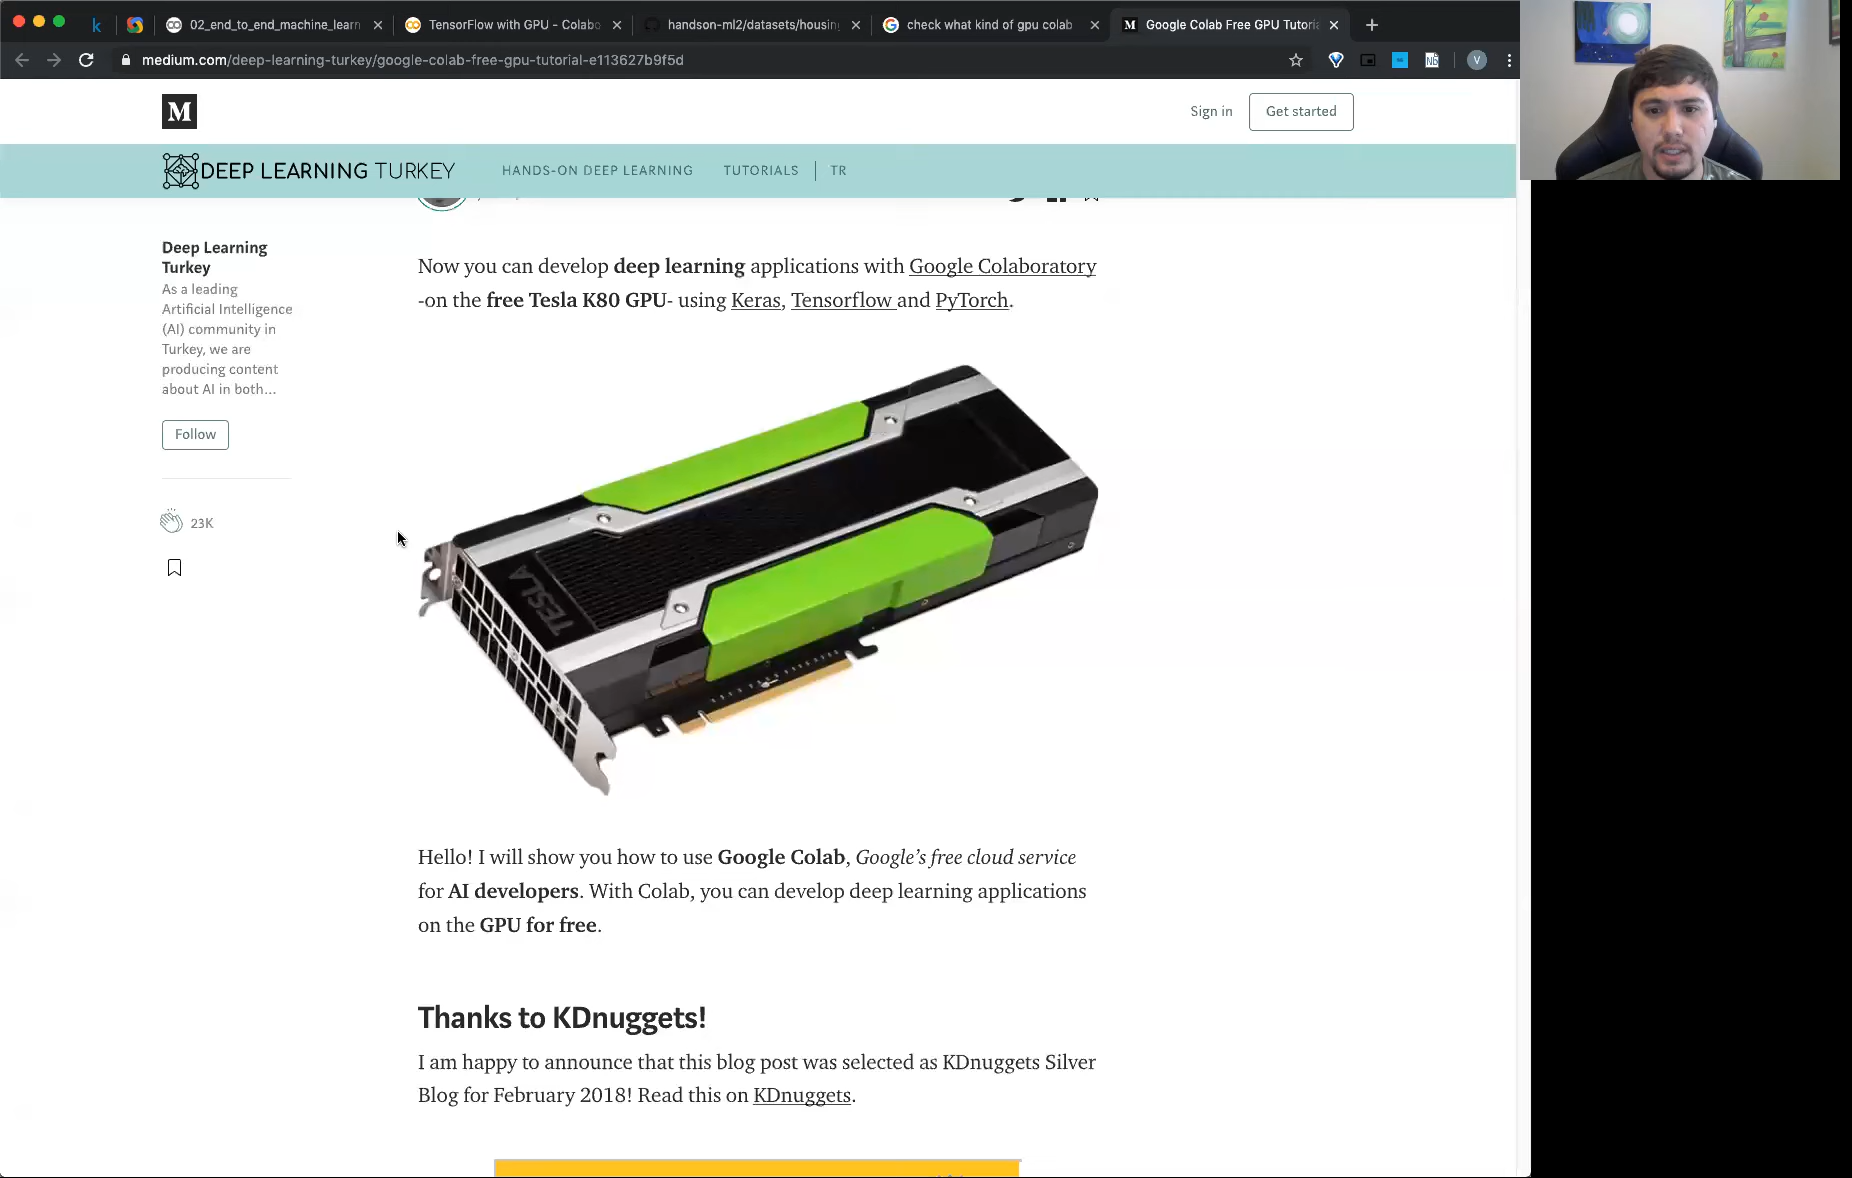 02_end_to_end_machine_learn
TensorFlow with GPU - Colabo
handson-ml2/datasets/housing
check what kind of gpu colab
Google Colab Free GPU Tutori
medium.com/deep-learning-turkey/google-colab-free-gpu-tutorial-e113627b9f5d
V
M
Sign in
Get started
DEEP LEARNING TURKEY
HANDS-ON DEEP LEARNING
TUTORIALS
TR
Deep Learning
Turkey
As a leading
Artificial Intelligence
(AI) community in
Turkey, we are
producing content
about AI in both...
Follow
23K
Now you can develop deep learning applications with Google Colaboratory
-on the free Tesla K80 GPU- using Keras, Tensorflow and PyTorch.
TESLA
Hello! I will show you how to use Google Colab, Google’s free cloud service
for AI developers. With Colab, you can develop deep learning applications
on the GPU for free.
Thanks to KDnuggets!
I am happy to announce that this blog post was selected as KDnuggets Silver
Blog for February 2018! Read this on KDnuggets.